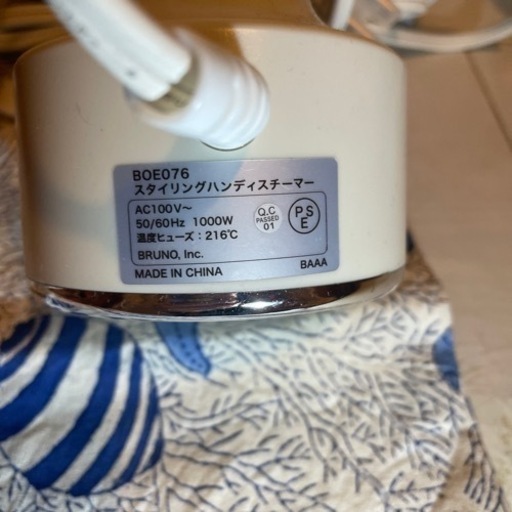 BOE076
スタイリングハンディスチーマー
AC100V～
50/60Hz 1000W
温度ヒューズ：216℃
Q.C
PASSED
01
PS
E
BRUNO, Inc.
MADE IN CHINA
BAAA